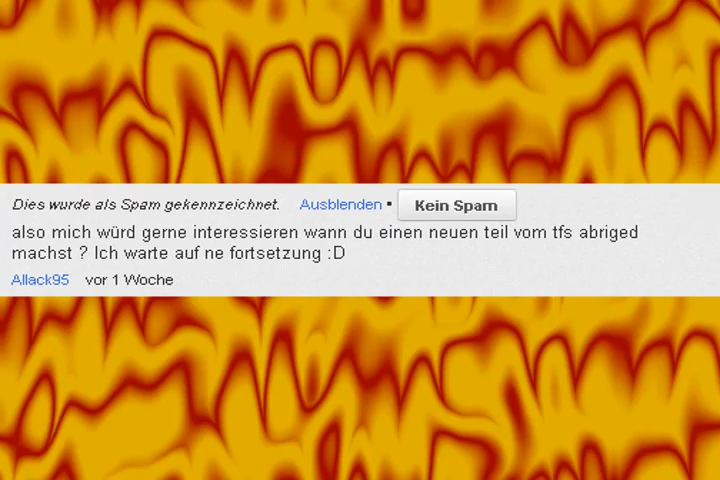 Dies wurde als Spam gekennzeichnet. Ausblenden • Kein Spam
also mich würd gerne interessieren wann du einen neuen teil vom tfs abriged
machst ? Ich warte auf ne fortsetzung :D
Allack95 vor 1 Woche